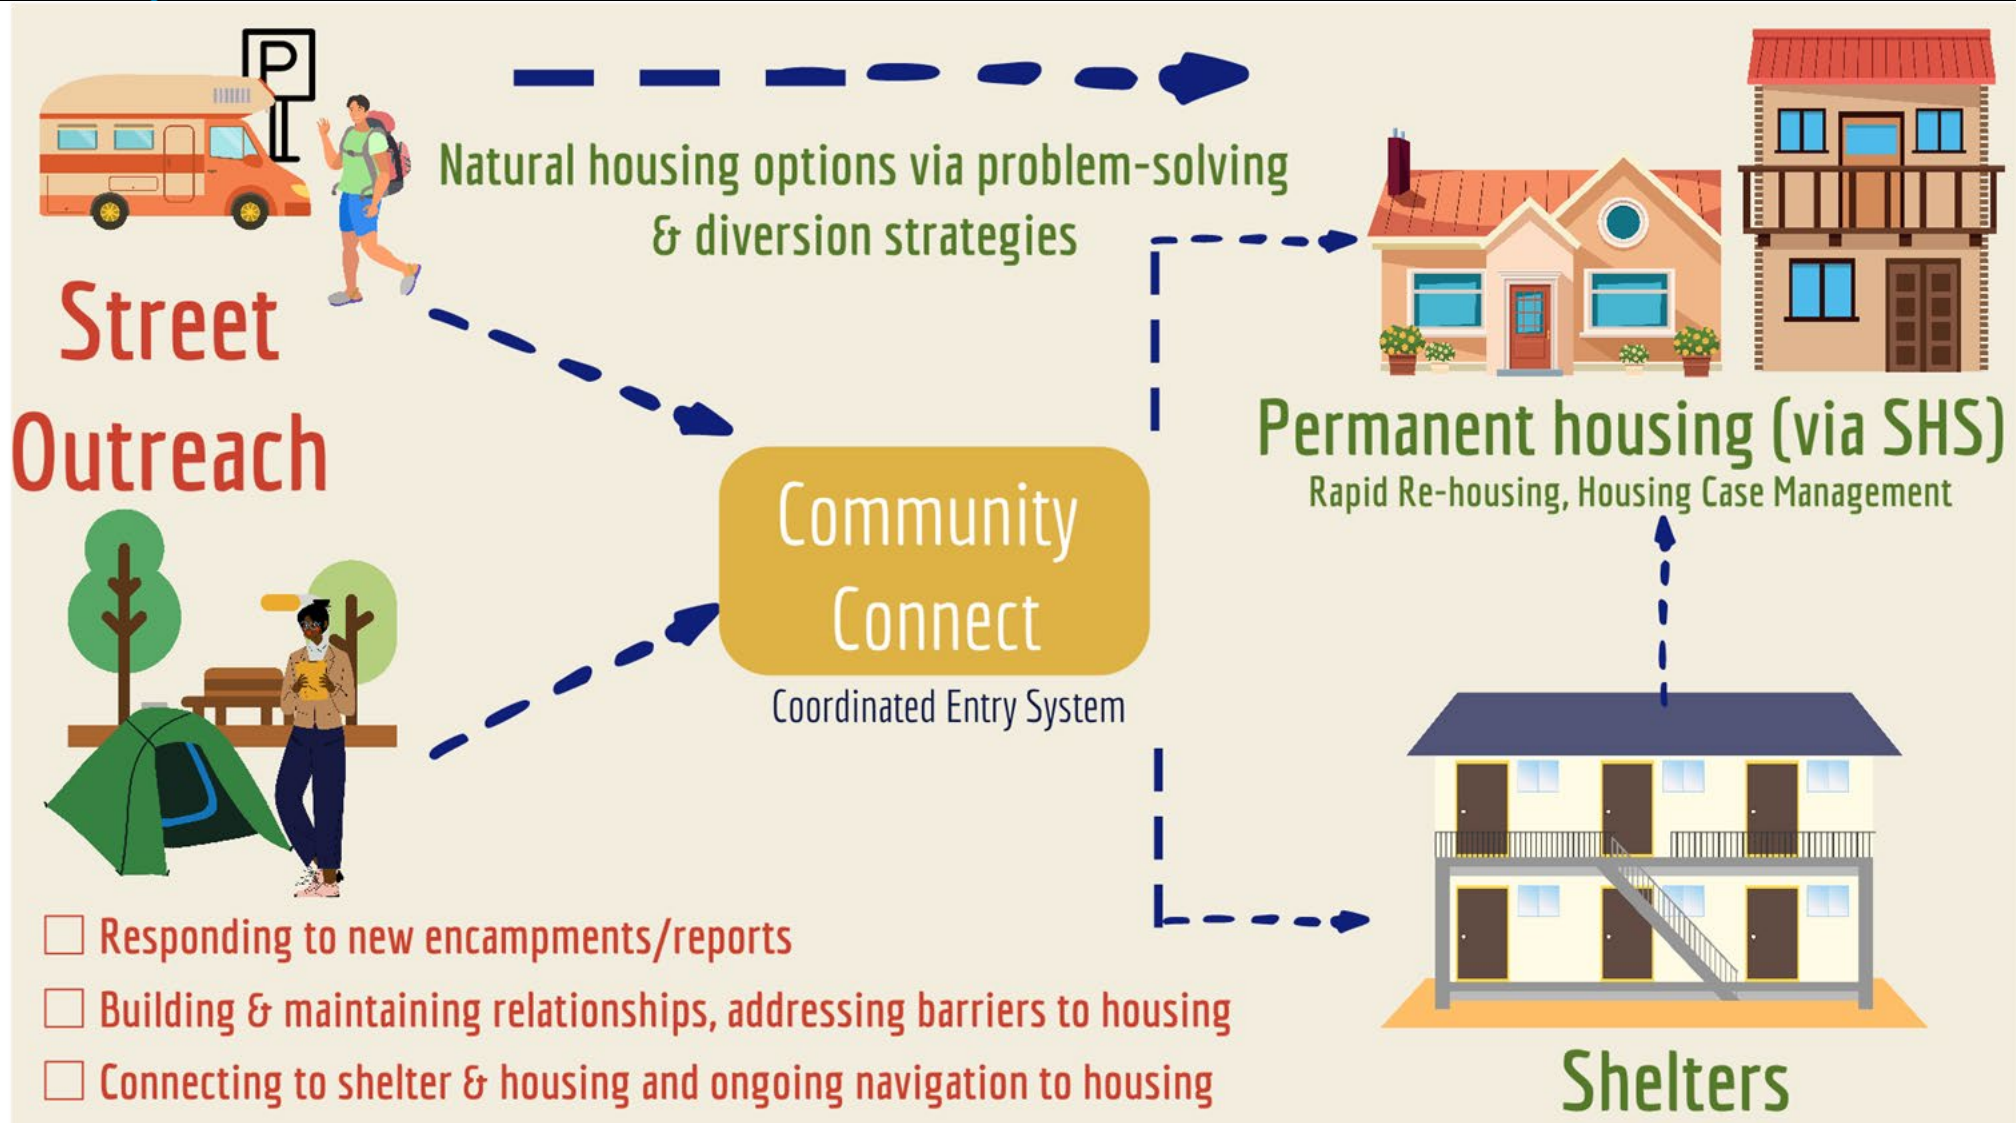 P
Natural housing options via problem-solving
& diversion strategies
Street
Outreach
Community
Connect
Coordinated Entry System
Permanent housing (via SHS)
Rapid Re-housing, Housing Case Management
Responding to new encampments/reports
Building & maintaining relationships, addressing barriers to housing
Connecting to shelter & housing and ongoing navigation to housing
Shelters